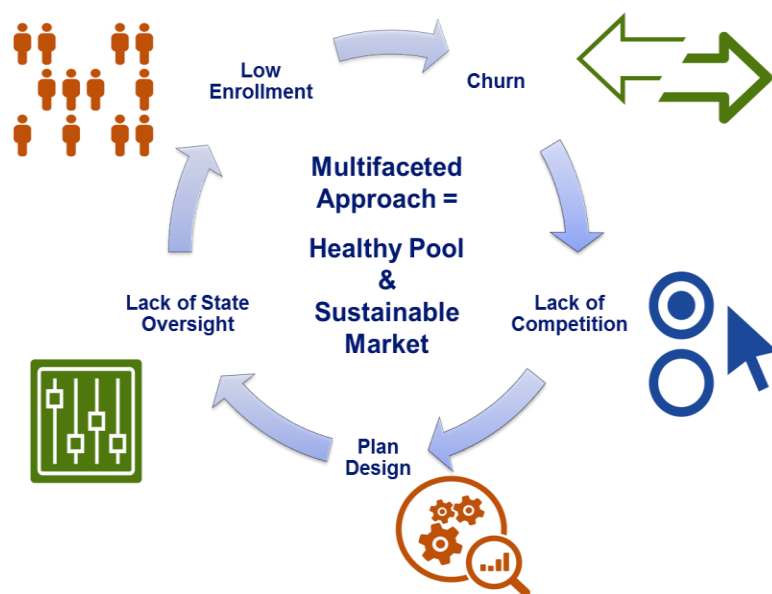 Low
Enrollment
Churn
Multifaceted
Approach =
Healthy Pool
&
Sustainable
Market
Lack of State
Oversight
Lack of
Competition
Plan
Design